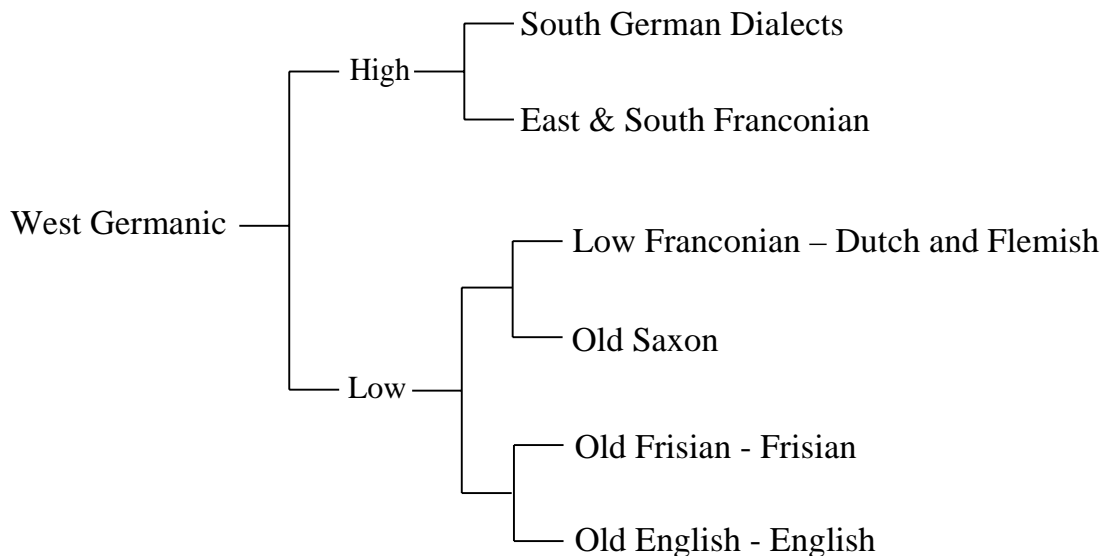 South German Dialects
High
East & South Franconian
West Germanic
Low Franconian – Dutch and Flemish
Old Saxon
Low
Old Frisian - Frisian
Old English - English